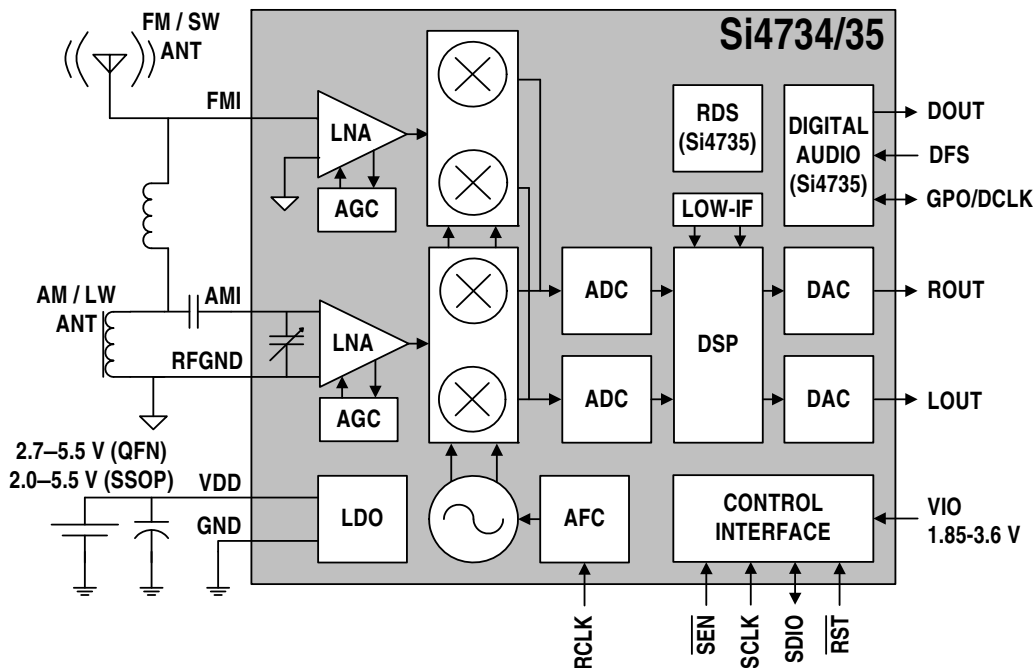 FM / SW
ANT
Si4734/35
FMI
LNA
AGC
RDS
(Si4735)
DIGITAL
AUDIO
(Si4735)
DOUT
DFS
GPO/DCLK
LOW-IF
AM / LW
ANT
AMI
RFGND
LNA
AGC
ADC
ADC
DSP
DAC
DAC
ROUT
LOUT
2.7–5.5 V (QFN)
2.0–5.5 V (SSOP)
VDD
GND
LDO
AFC
CONTROL
INTERFACE
VIO
1.85-3.6 V
RCLK
SEN
SCLK
SDIO
RST